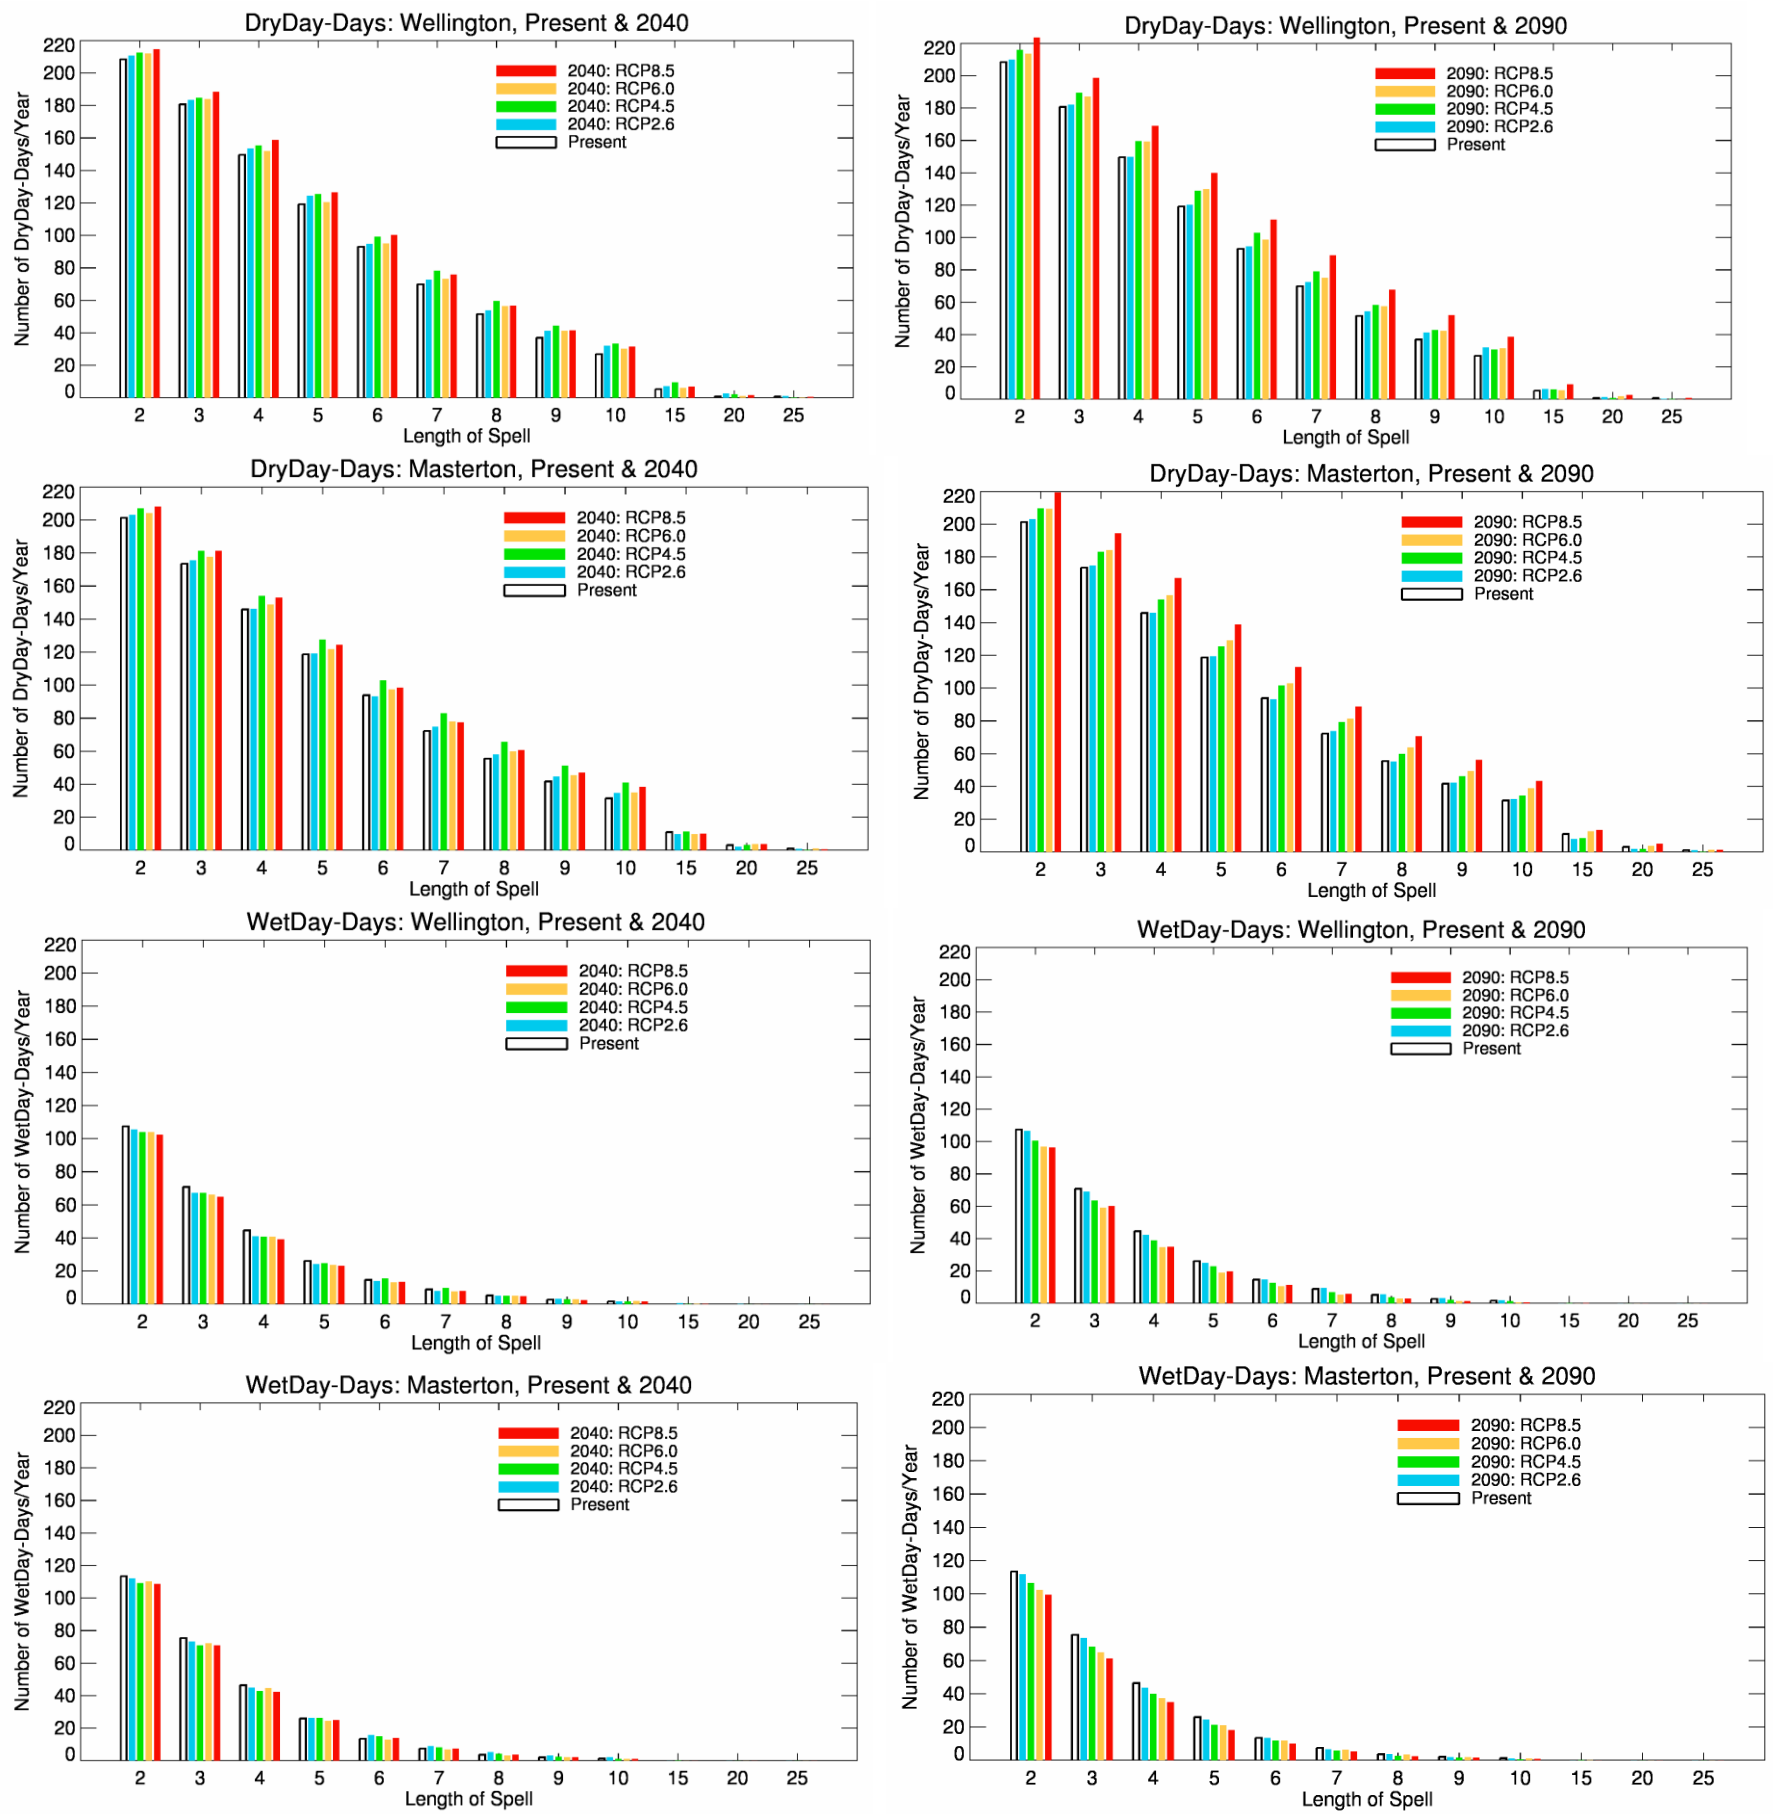 DryDay-Days: Wellington, Present & 2040
Number of DryDay-Days/Year
220
200
180
160
140
120
100
80
60
40
20
0
2040: RCP8.5
2040: RCP6.0
2040: RCP4.5
2040: RCP2.6
Present
2 3 4 5 6 7 8 9 10 15 20 25
Length of Spell
DryDay-Days: Wellington, Present & 2090
Number of DryDay-Days/Year
220
200
180
160
140
120
100
80
60
40
20
0
2090: RCP8.5
2090: RCP6.0
2090: RCP4.5
2090: RCP2.6
Present
2 3 4 5 6 7 8 9 10 15 20 25
Length of Spell
DryDay-Days: Masterton, Present & 2040
Number of DryDay-Days/Year
220
200
180
160
140
120
100
80
60
40
20
0
2040: RCP8.5
2040: RCP6.0
2040: RCP4.5
2040: RCP2.6
Present
2 3 4 5 6 7 8 9 10 15 20 25
Length of Spell
DryDay-Days: Masterton, Present & 2090
Number of DryDay-Days/Year
220
200
180
160
140
120
100
80
60
40
20
0
2090: RCP8.5
2090: RCP6.0
2090: RCP4.5
2090: RCP2.6
Present
2 3 4 5 6 7 8 9 10 15 20 25
Length of Spell
WetDay-Days: Wellington, Present & 2040
Number of WetDay-Days/Year
220
200
180
160
140
120
100
80
60
40
20
0
2040: RCP8.5
2040: RCP6.0
2040: RCP4.5
2040: RCP2.6
Present
2 3 4 5 6 7 8 9 10 15 20 25
Length of Spell
WetDay-Days: Wellington, Present & 2090
Number of WetDay-Days/Year
220
200
180
160
140
120
100
80
60
40
20
0
2090: RCP8.5
2090: RCP6.0
2090: RCP4.5
2090: RCP2.6
Present
2 3 4 5 6 7 8 9 10 15 20 25
Length of Spell
WetDay-Days: Masterton, Present & 2040
Number of WetDay-Days/Year
220
200
180
160
140
120
100
80
60
40
20
0
2040: RCP8.5
2040: RCP6.0
2040: RCP4.5
2040: RCP2.6
Present
2 3 4 5 6 7 8 9 10 15 20 25
Length of Spell
WetDay-Days: Masterton, Present & 2090
Number of WetDay-Days/Year
220
200
180
160
140
120
100
80
60
40
20
0
2090: RCP8.5
2090: RCP6.0
2090: RCP4.5
2090: RCP2.6
Present
2 3 4 5 6 7 8 9 10 15 20 25
Length of Spell